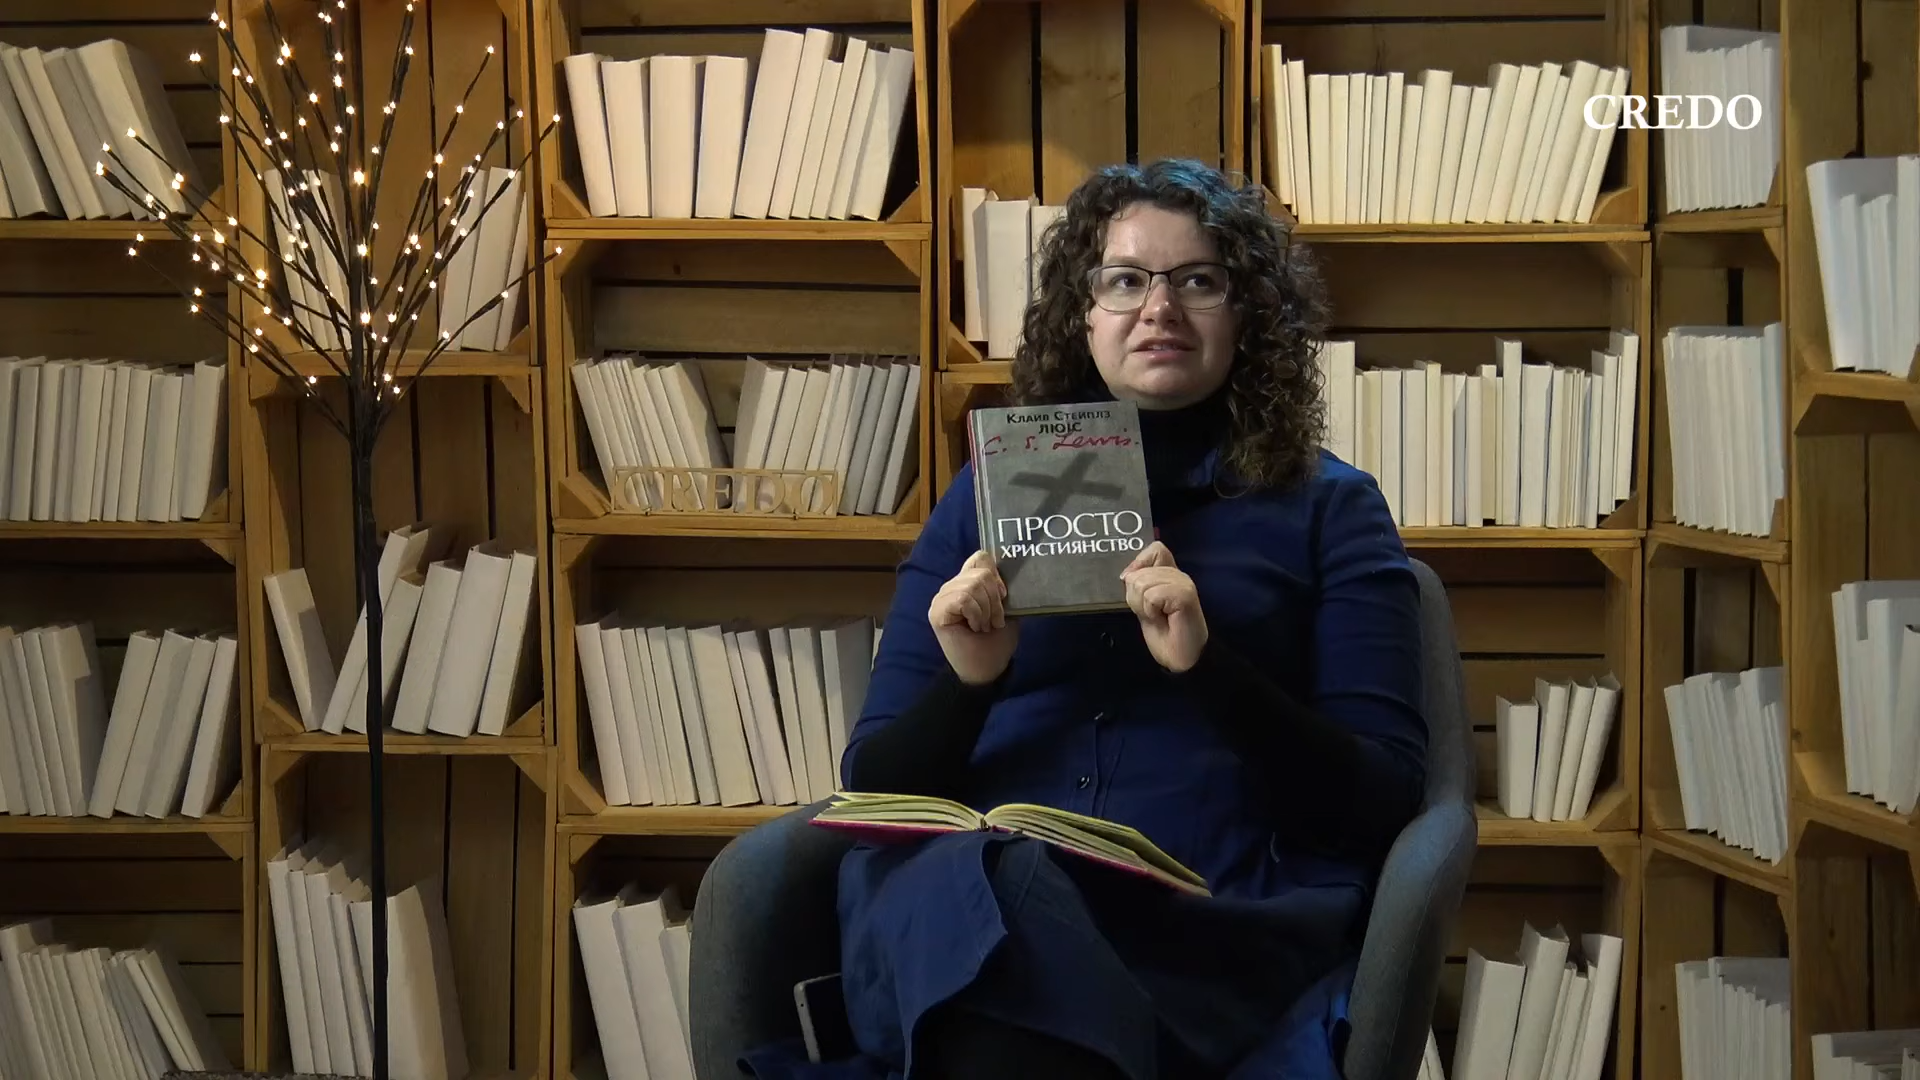 CREDO
Клайв Стейплз
ЛЮЇС
C. S. Lewis.
ПРОСТО
ХРИСТИЯНСТВО
CREDO